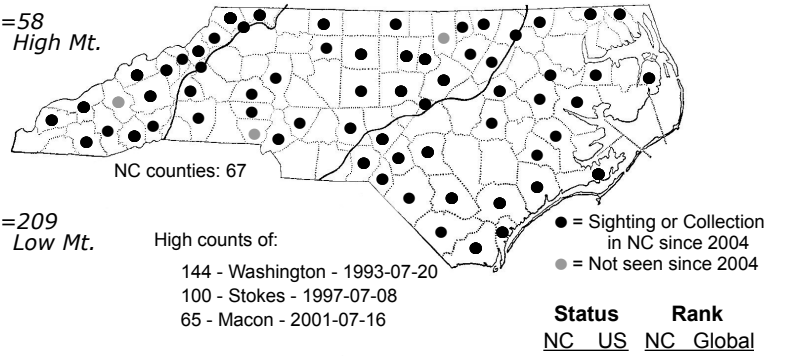 =58
High Mt.
NC counties: 67
=209
Low Mt.
High counts of:
144 - Washington - 1993-07-20
100 - Stokes - 1997-07-08
65 - Macon - 2001-07-16
= Sighting or Collection
in NC since 2004
= Not seen since 2004
Status Rank
NC US NC Global